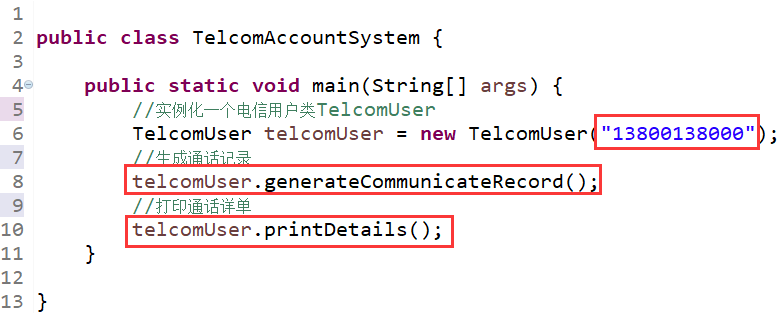 1
2 public class TelcomAccountSystem {
3
4 public static void main(String[] args) {
5 //实例化一个电信用户类TelcomUser
6 TelcomUser telcomUser = new TelcomUser("13800138000");
7 //生成通话记录
8 telcomUser.generateCommunicateRecord();
9 //打印通话详单
10 telcomUser.printDetails();
11 }
12
13 }